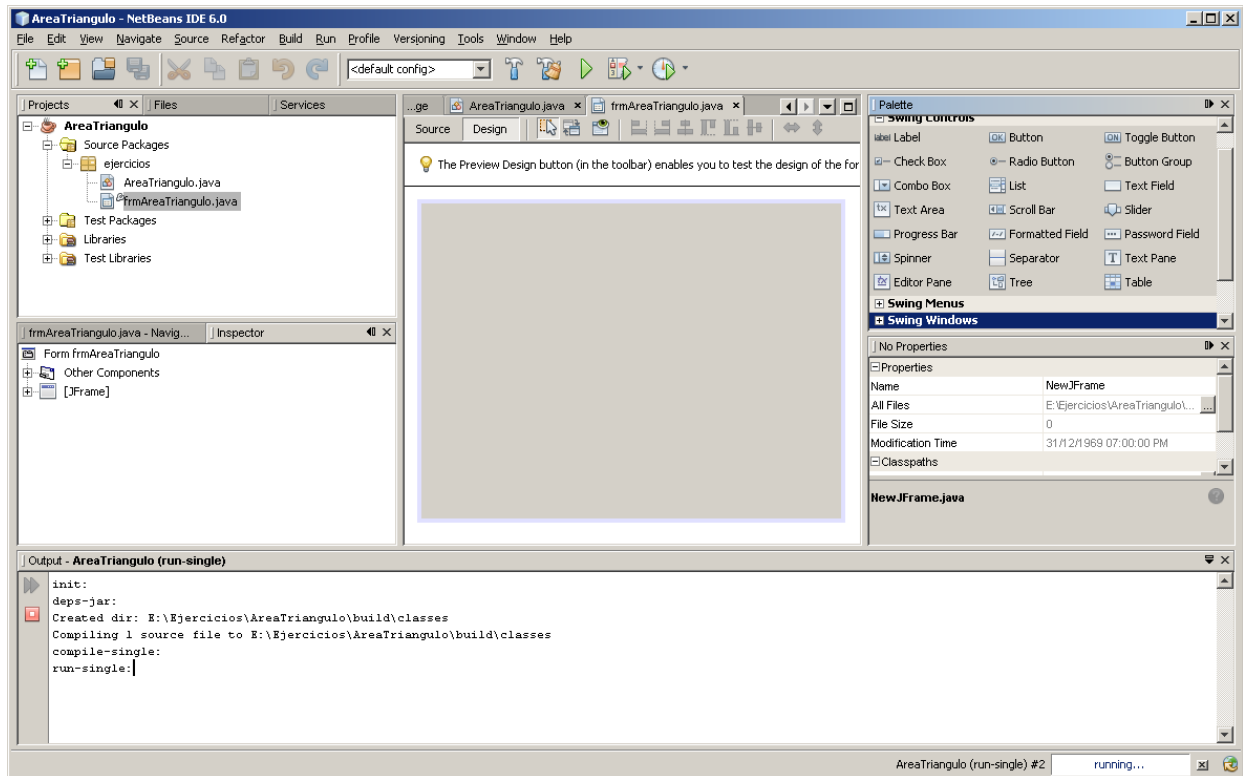 AreaTriangulo - NetBeans IDE 6.0
File Edit View Navigate Source Refactor Build Run Profile Versioning Tools Window Help
<default config>
Projects Files Services
AreaTriangulo
Source Packages
ejercicios
AreaTriangulo.java
frmAreaTriangulo.java
Test Packages
Libraries
Test Libraries
frmAreaTriangulo.java - Navig... Inspector
Form frmAreaTriangulo
Other Components
[JFrame]
...ge AreaTriangulo.java frmAreaTriangulo.java
Source Design
The Preview Design button (in the toolbar) enables you to test the design of the for
Palette
Swing Controls
label Label OK Button ON Toggle Button
Check Box Radio Button Button Group
Combo Box List Text Field
Text Area Scroll Bar Slider
Progress Bar Formatted Field Password Field
Spinner Separator Text Pane
Editor Pane Tree Table
Swing Menus
Swing Windows
No Properties
Properties
Name NewJFrame
All Files E:\Ejercicios\AreaTriangulo\... ...
File Size 0
Modification Time 31/12/1969 07:00:00 PM
Classpaths
NewJFrame.java
Output - AreaTriangulo (run-single)
init:
deps-jar:
Created dir: E:\Ejercicios\AreaTriangulo\build\classes
Compiling 1 source file to E:\Ejercicios\AreaTriangulo\build\classes
compile-single:
run-single:
AreaTriangulo (run-single) #2 running...